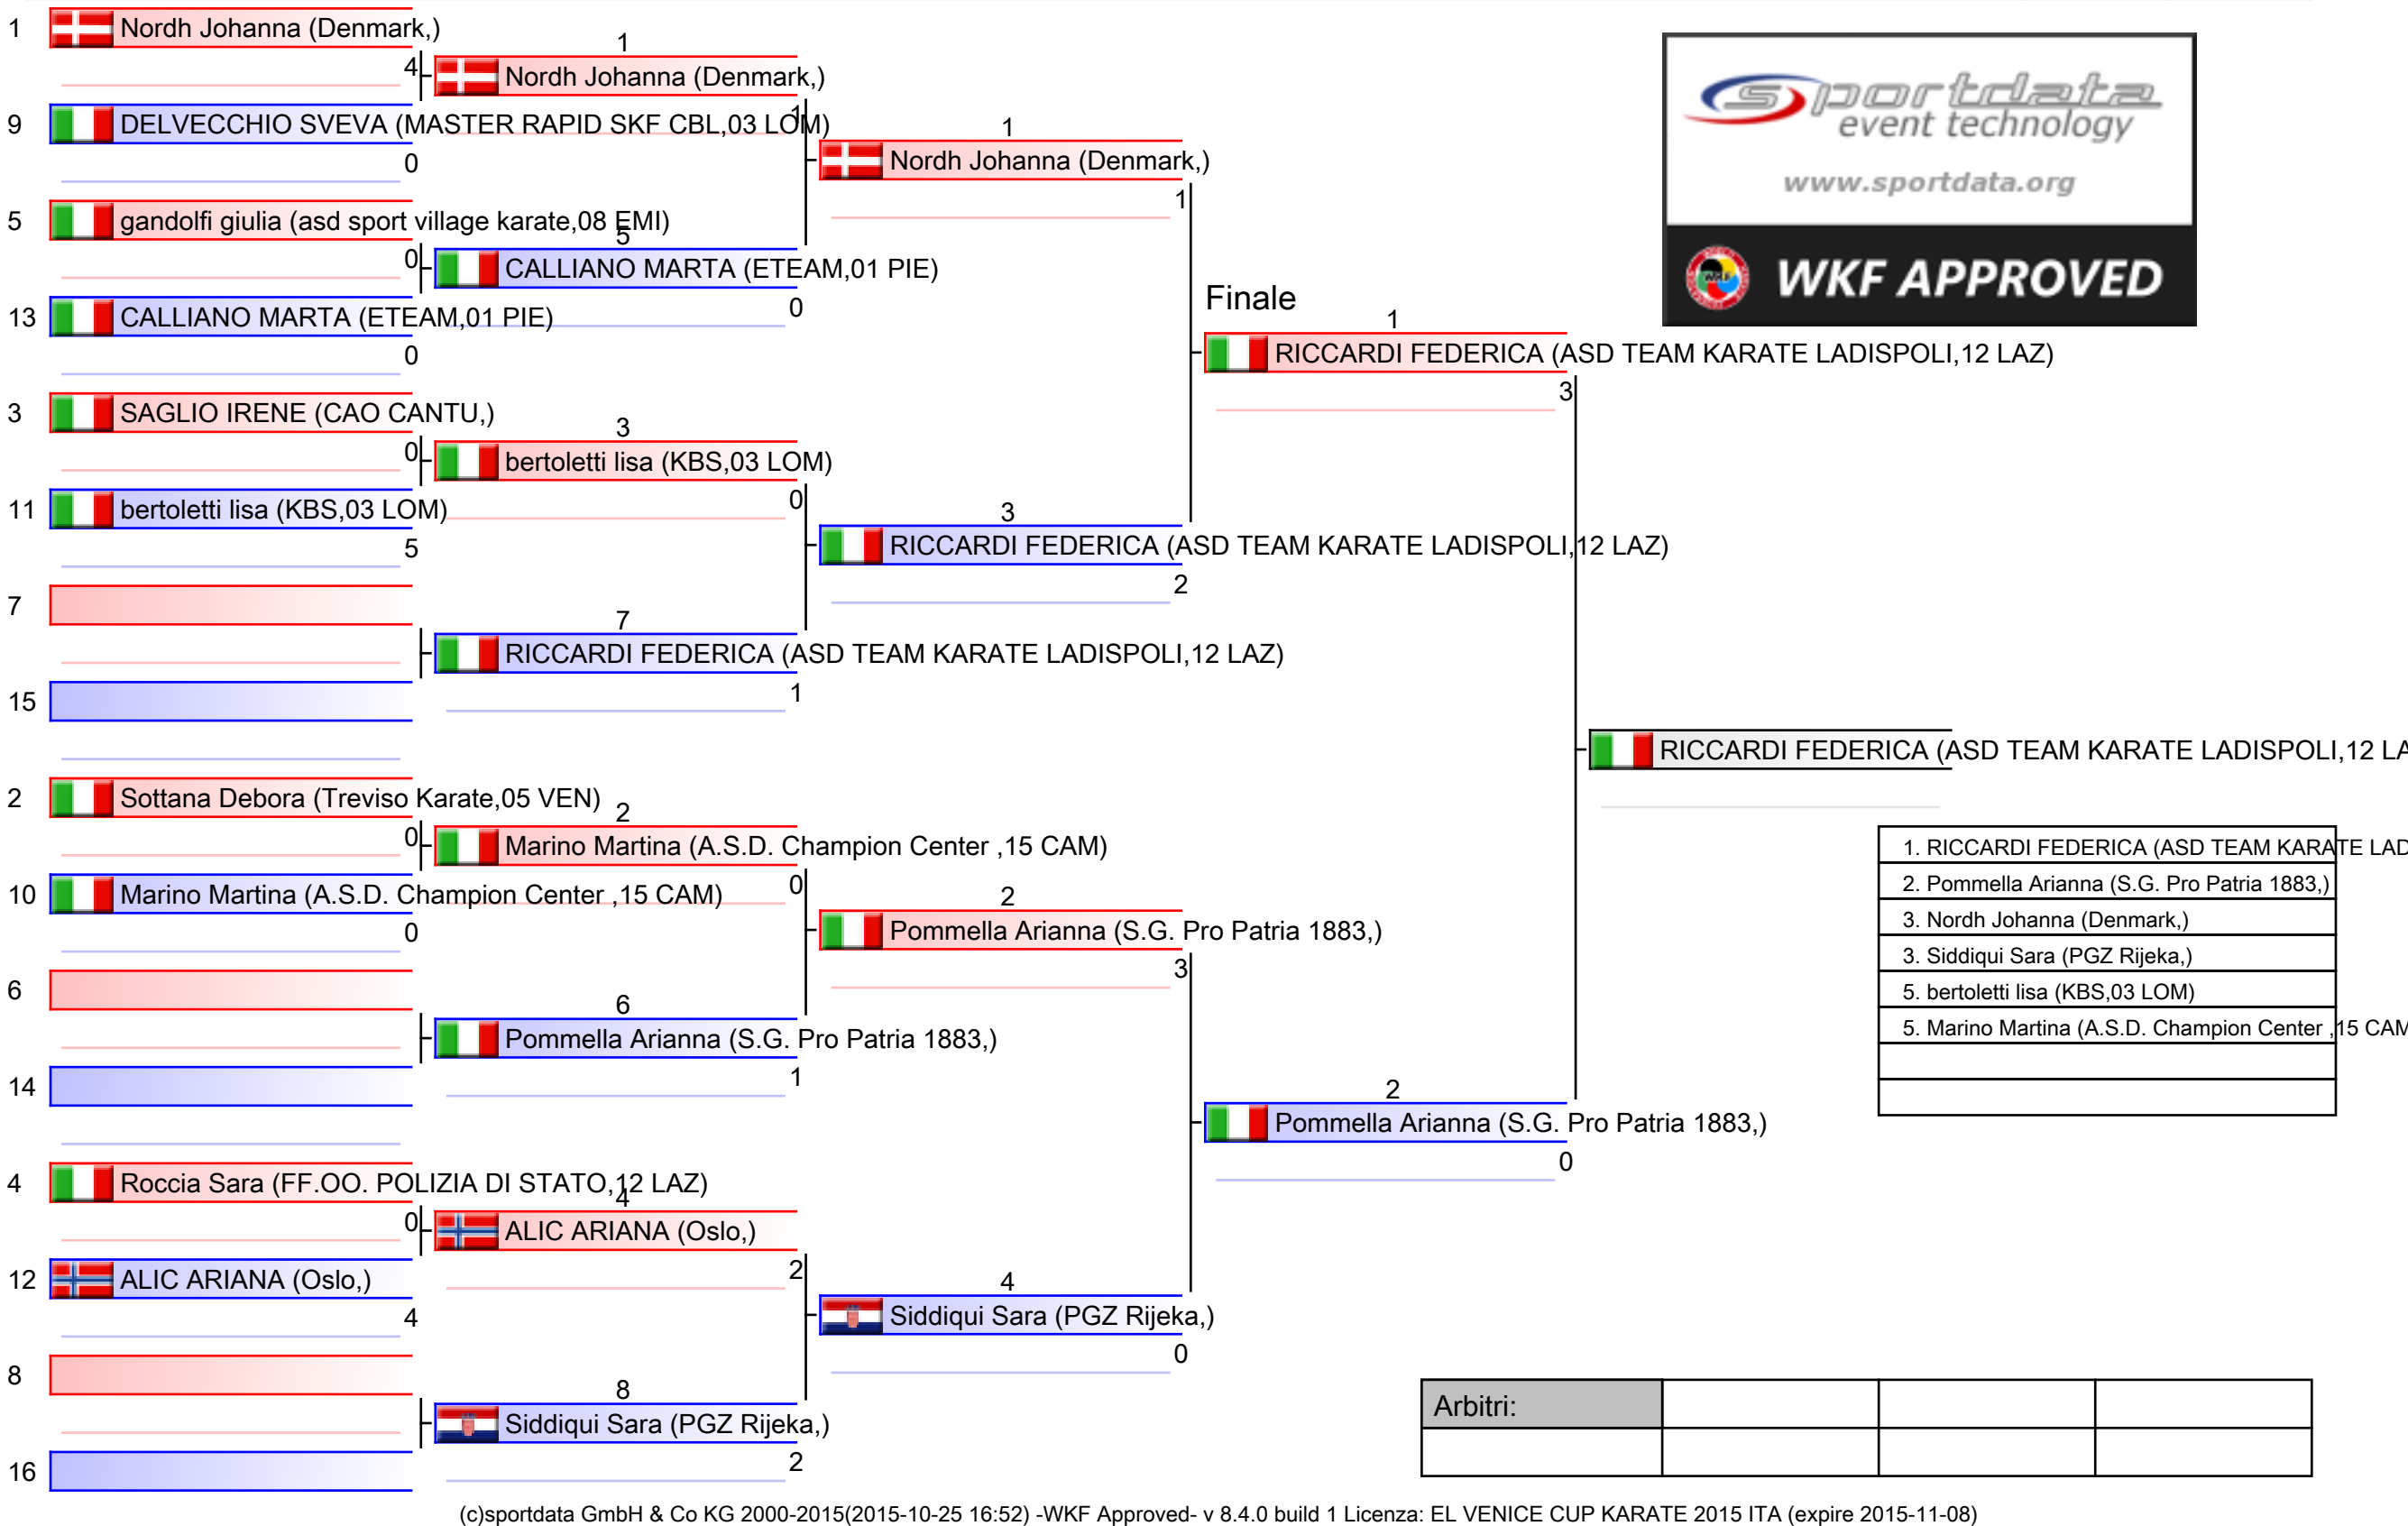 1 Nordh Johanna (Denmark,)
4
9 DELVECCHIO SVEVA (MASTER RAPID SKF CBL,03 LOM)
0
5 gandolfi giulia (asd sport village karate,08 EMI)
0
13 CALLIANO MARTA (ETEAM,01 PIE)
0
3 SAGLIO IRENE (CAO CANTU,)
0
11 bertoletti lisa (KBS,03 LOM)
5
7
15
2 Sottana Debora (Treviso Karate,05 VEN)
0
10 Marino Martina (A.S.D. Champion Center ,15 CAM)
0
6
14
4 Roccia Sara (FF.OO. POLIZIA DI STATO,12 LAZ)
0
12 ALIC ARIANA (Oslo,)
4
8
16
1
Nordh Johanna (Denmark,)
1
5
CALLIANO MARTA (ETEAM,01 PIE)
0
3
bertoletti lisa (KBS,03 LOM)
0
7
RICCARDI FEDERICA (ASD TEAM KARATE LADISPOLI,12 LAZ)
1
2
Marino Martina (A.S.D. Champion Center ,15 CAM)
0
6
Pommella Arianna (S.G. Pro Patria 1883,)
1
4
ALIC ARIANA (Oslo,)
2
8
Siddiqui Sara (PGZ Rijeka,)
2
1
Nordh Johanna (Denmark,)
1
3
RICCARDI FEDERICA (ASD TEAM KARATE LADISPOLI,12 LAZ)
2
2
Pommella Arianna (S.G. Pro Patria 1883,)
3
4
Siddiqui Sara (PGZ Rijeka,)
0
Finale
1
RICCARDI FEDERICA (ASD TEAM KARATE LADISPOLI,12 LAZ)
3
2
Pommella Arianna (S.G. Pro Patria 1883,)
0
RICCARDI FEDERICA (ASD TEAM KARATE LADISPOLI,12 LA
sportdata
event technology
www.sportdata.org
WKF
WKF APPROVED
1. RICCARDI FEDERICA (ASD TEAM KARATE LAD
2. Pommella Arianna (S.G. Pro Patria 1883,)
3. Nordh Johanna (Denmark,)
3. Siddiqui Sara (PGZ Rijeka,)
5. bertoletti lisa (KBS,03 LOM)
5. Marino Martina (A.S.D. Champion Center ,15 CAM
Arbitri:
(c)sportdata GmbH & Co KG 2000-2015(2015-10-25 16:52) -WKF Approved- v 8.4.0 build 1 Licenza: EL VENICE CUP KARATE 2015 ITA (expire 2015-11-08)